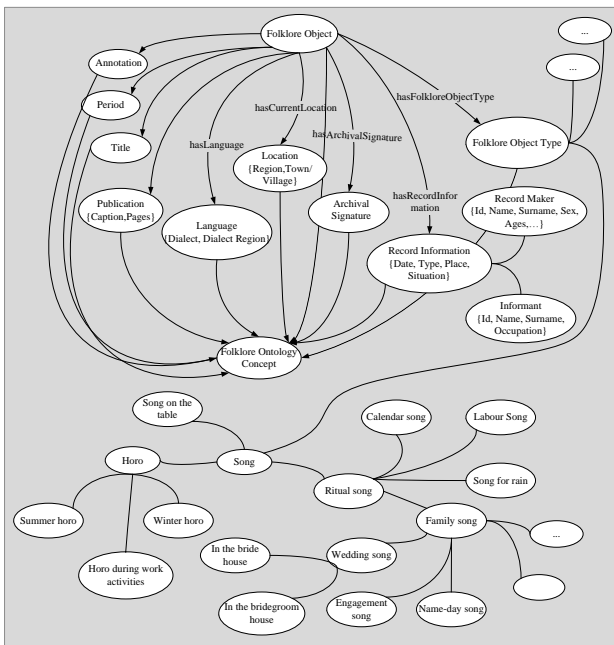 Folklore Object
...
Annotation
...
Period
hasFolkloreObjectType
hasCurrentLocation
hasArchivalSignature
Title
hasLanguage
Folklore Object Type
Location
{Region,Town/
Village}
hasRecordInfor
mation
Publication
{Caption,Pages}
Language
{Dialect, Dialect Region}
Archival
Signature
Record Maker
{Id, Name, Surname, Sex,
Ages,...}
Record Information
{Date, Type, Place,
Situation}
Informant
{Id, Name, Surname,
Occupation}
Folklore Ontology
Concept
Song on the
table
Calendar song
Labour Song
Horo
Song
Ritual song
Song for rain
Summer horo
Winter horo
Family song
...
In the bride
house
Wedding song
Horo during work
activities
In the bridegroom
house
Engagement
song
Name-day song